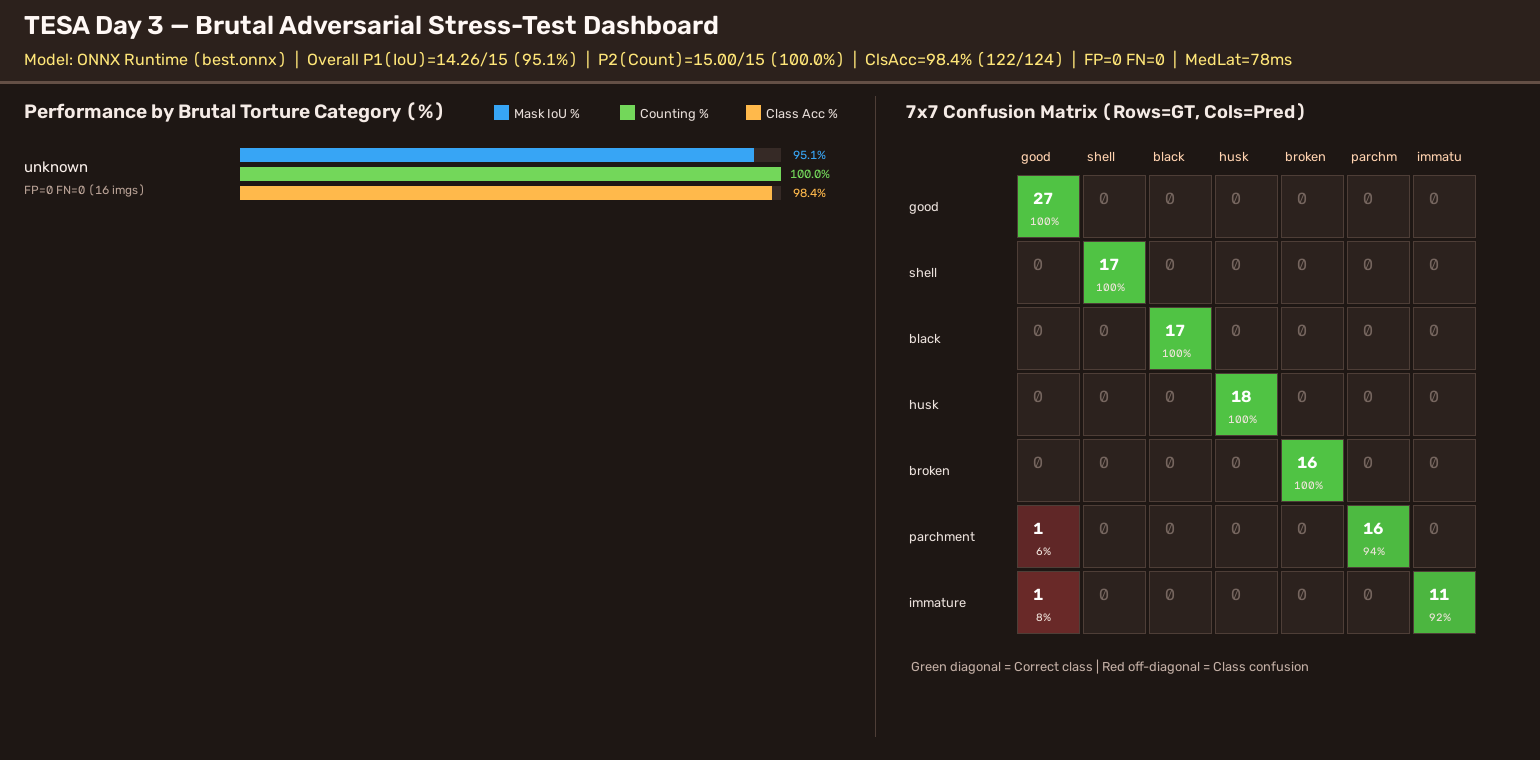 TESA Day 3 — Brutal Adversarial Stress-Test Dashboard
Model: ONNX Runtime (best.onnx) | Overall P1(IoU)=14.26/15 (95.1%) | P2(Count)=15.00/15 (100.0%) | ClsAcc=98.4% (122/124) | FP=0 FN=0 | MedLat=78ms
Performance by Brutal Torture Category (%)
Mask IoU %
Counting %
Class Acc %
unknown
FP=0 FN=0 (16 imgs)
95.1%
100.0%
98.4%
7x7 Confusion Matrix (Rows=GT, Cols=Pred)
good shell black husk broken parchm immatu
good 27 0 0 0 0 0 0
100%
shell 0 17 0 0 0 0 0
100%
black 0 0 17 0 0 0 0
100%
husk 0 0 0 18 0 0 0
100%
broken 0 0 0 0 16 0 0
100%
parchment 1 0 0 0 0 16 0
6% 94%
immature 1 0 0 0 0 0 11
8% 92%
Green diagonal = Correct class | Red off-diagonal = Class confusion